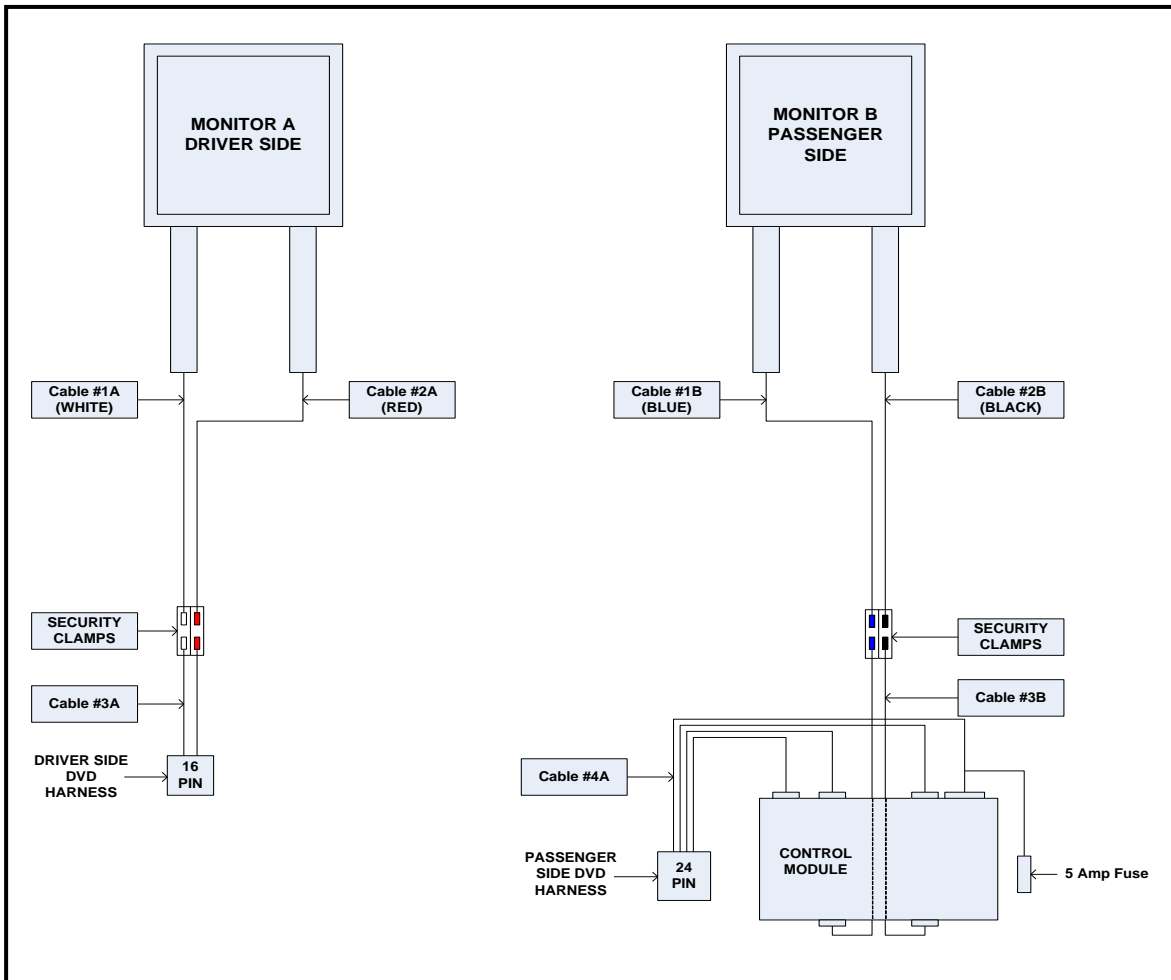 MONITOR A
DRIVER SIDE
MONITOR B
PASSENGER
SIDE
Cable #1A
(WHITE)
Cable #2A
(RED)
Cable #1B
(BLUE)
Cable #2B
(BLACK)
SECURITY
CLAMPS
SECURITY
CLAMPS
Cable #3A
Cable #3B
DRIVER SIDE
DVD
HARNESS
16
PIN
Cable #4A
PASSENGER
SIDE DVD
HARNESS
24
PIN
CONTROL
MODULE
5 Amp Fuse